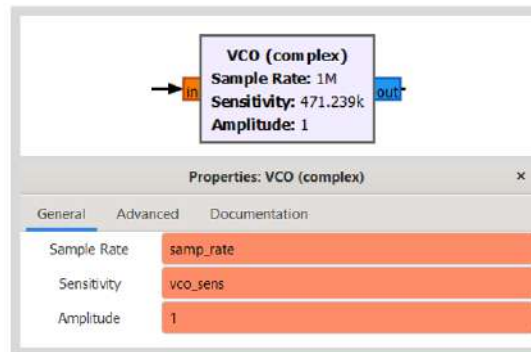 VCO (complex)
Sample Rate: 1M
in
out
Sensitivity: 471.239k
Amplitude: 1
Properties: VCO (complex) ×
General Advanced Documentation
Sample Rate samp_rate
Sensitivity vco_sens
Amplitude 1